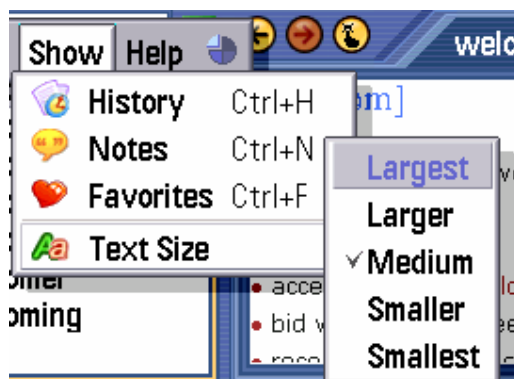 Show Help
welc
History Ctrl+H
om]
Notes Ctrl+N
Favorites Ctrl+F
Text Size
Largest
Larger
Medium
Smaller
Smallest
oming
acce
bid